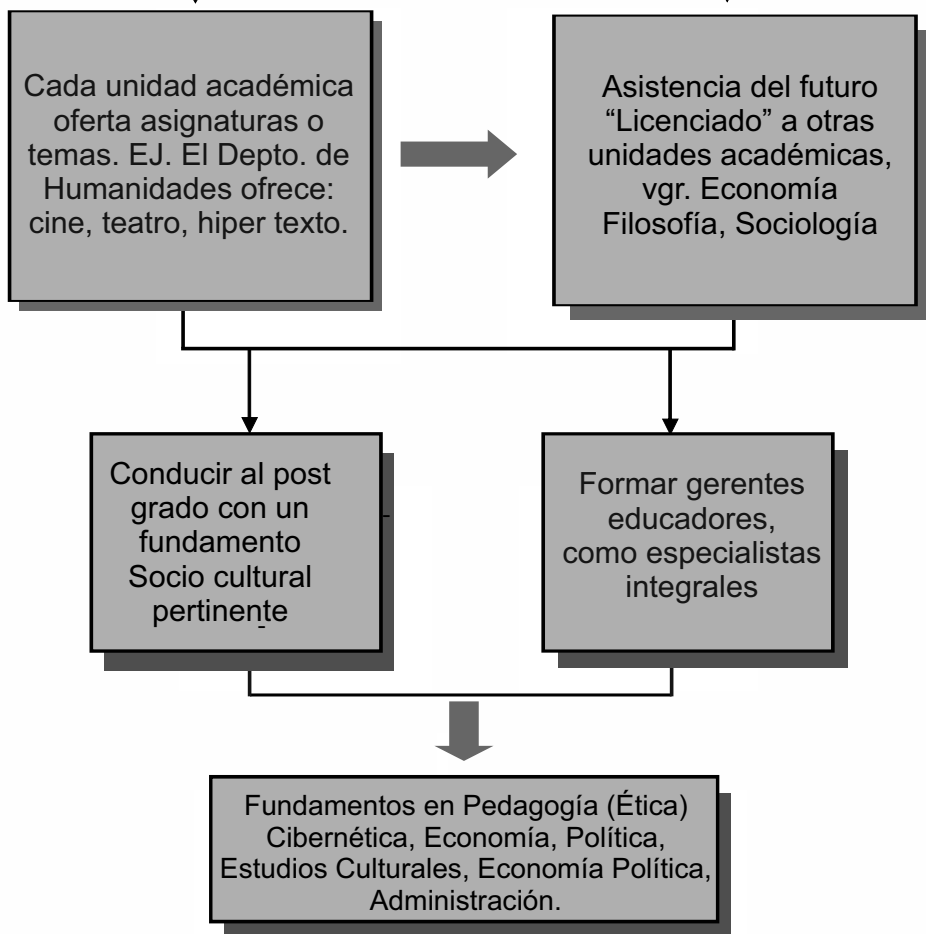 Cada unidad académica
oferta asignaturas o
temas. EJ. El Depto. de
Humanidades ofrece:
cine, teatro, hiper texto.
Asistencia del futuro
“Licenciado” a otras
unidades académicas,
vgr. Economía
Filosofía, Sociología
Conducir al post
grado con un
fundamento
Socio cultural
pertinente
Formar gerentes
educadores,
como especialistas
integrales
Fundamentos en Pedagogía (Ética)
Cibernética, Economía, Política,
Estudios Culturales, Economía Política,
Administración.